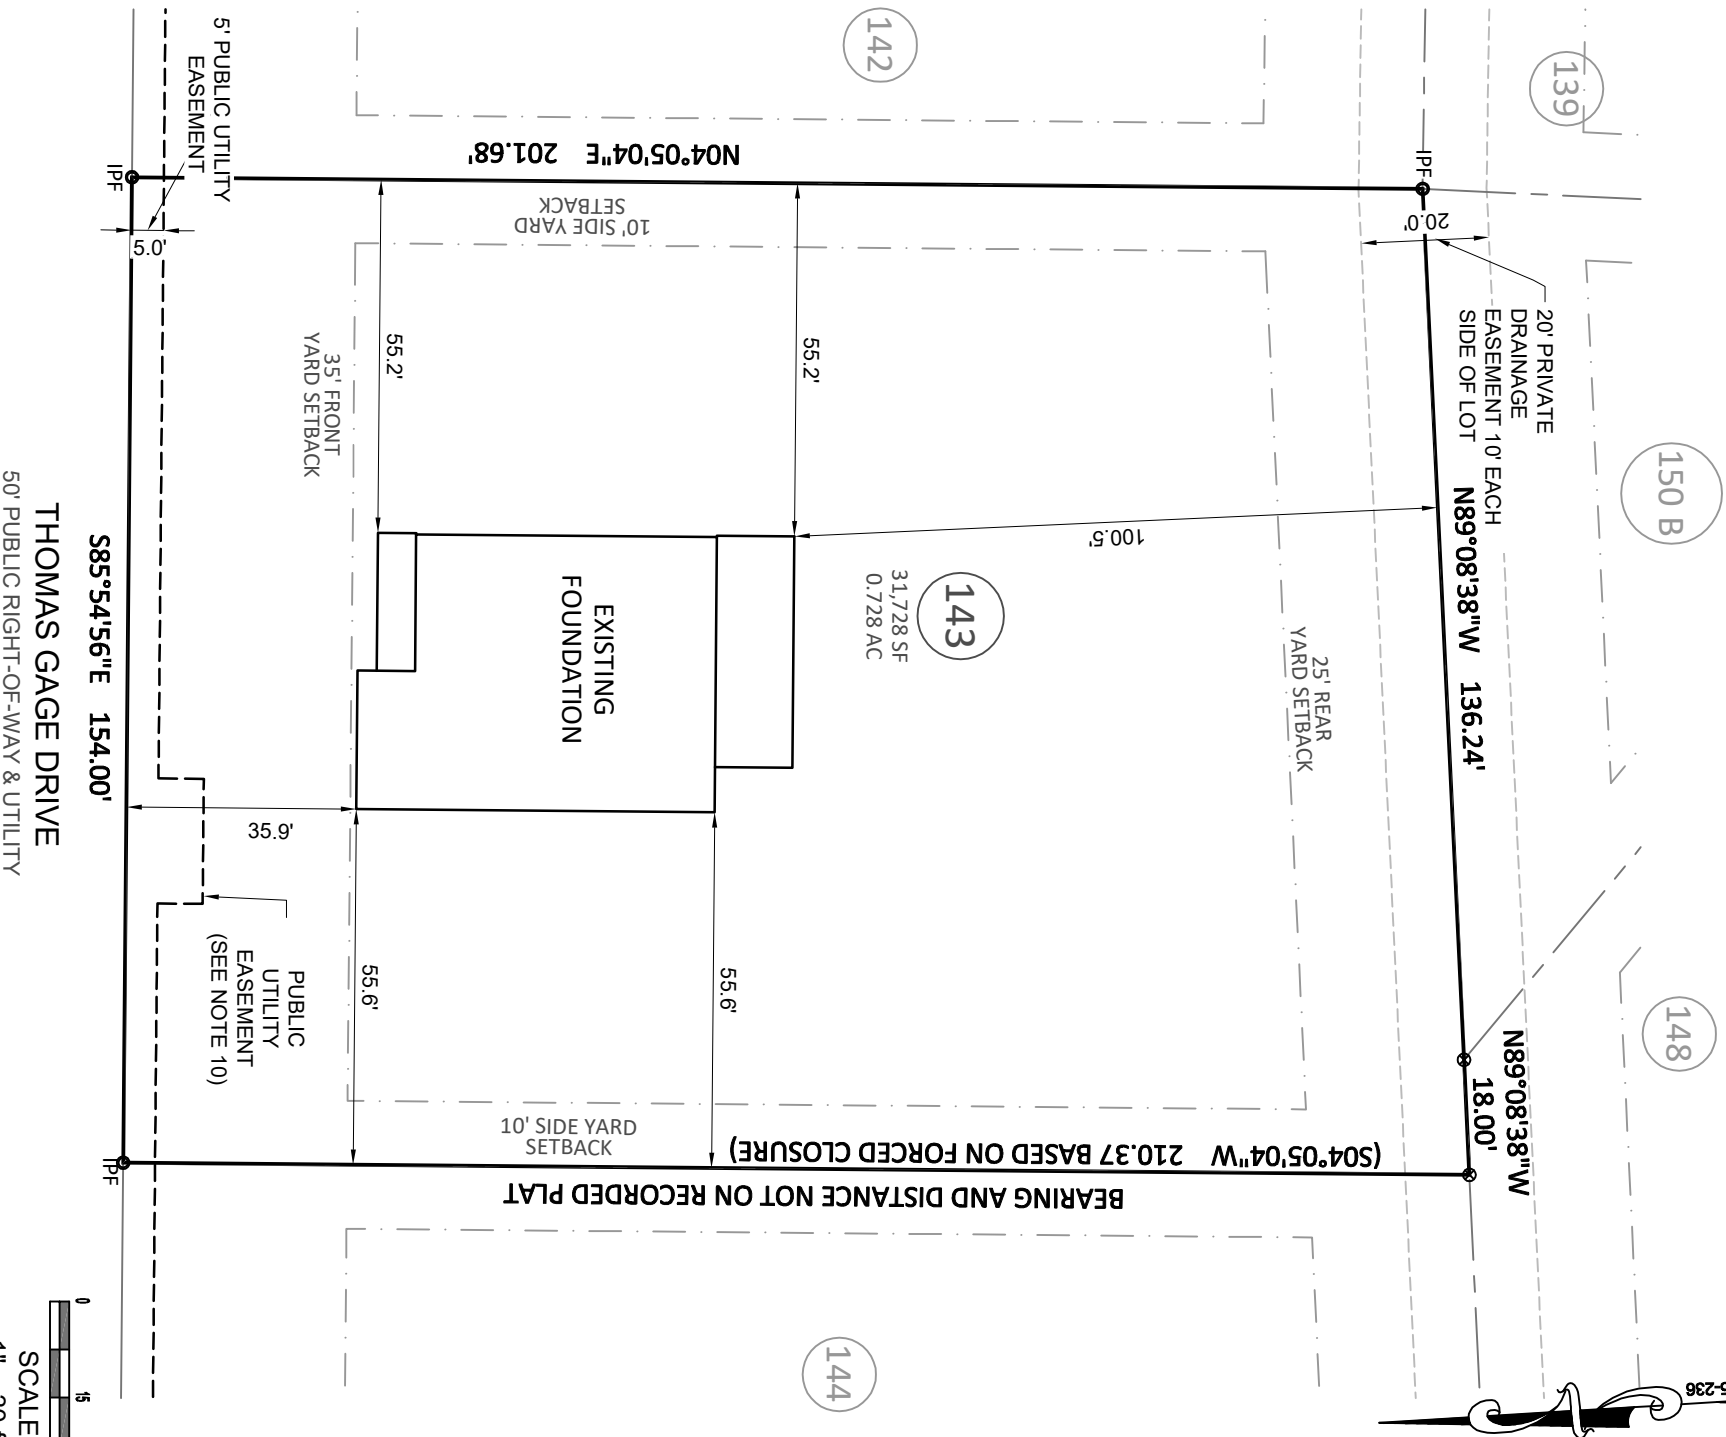 142
139
150 B
148
144
5' PUBLIC UTILITY
EASEMENT
IPF
5.0'
N04°05'04"E 201.68'
10' SIDE YARD
SETBACK
IPF
20.0'
20' PRIVATE
DRAINAGE
EASEMENT 10' EACH
SIDE OF LOT
N89°08'38"W 136.24'
N89°08'38"W
18.00'
55.2'
55.2'
35' FRONT
YARD SETBACK
100.5'
143
31,728 SF
0.728 AC
25' REAR
YARD SETBACK
EXISTING
FOUNDATION
35.9'
55.6'
55.6'
PUBLIC
UTILITY
EASEMENT
(SEE NOTE 10)
10' SIDE YARD
SETBACK
(S04°05'04"W 210.37 BASED ON FORCED CLOSURE)
BEARING AND DISTANCE NOT ON RECORDED PLAT
IPF
S85°54'56"E 154.00'
THOMAS GAGE DRIVE
50' PUBLIC RIGHT-OF-WAY & UTILITY
0 15
SCALE
-236